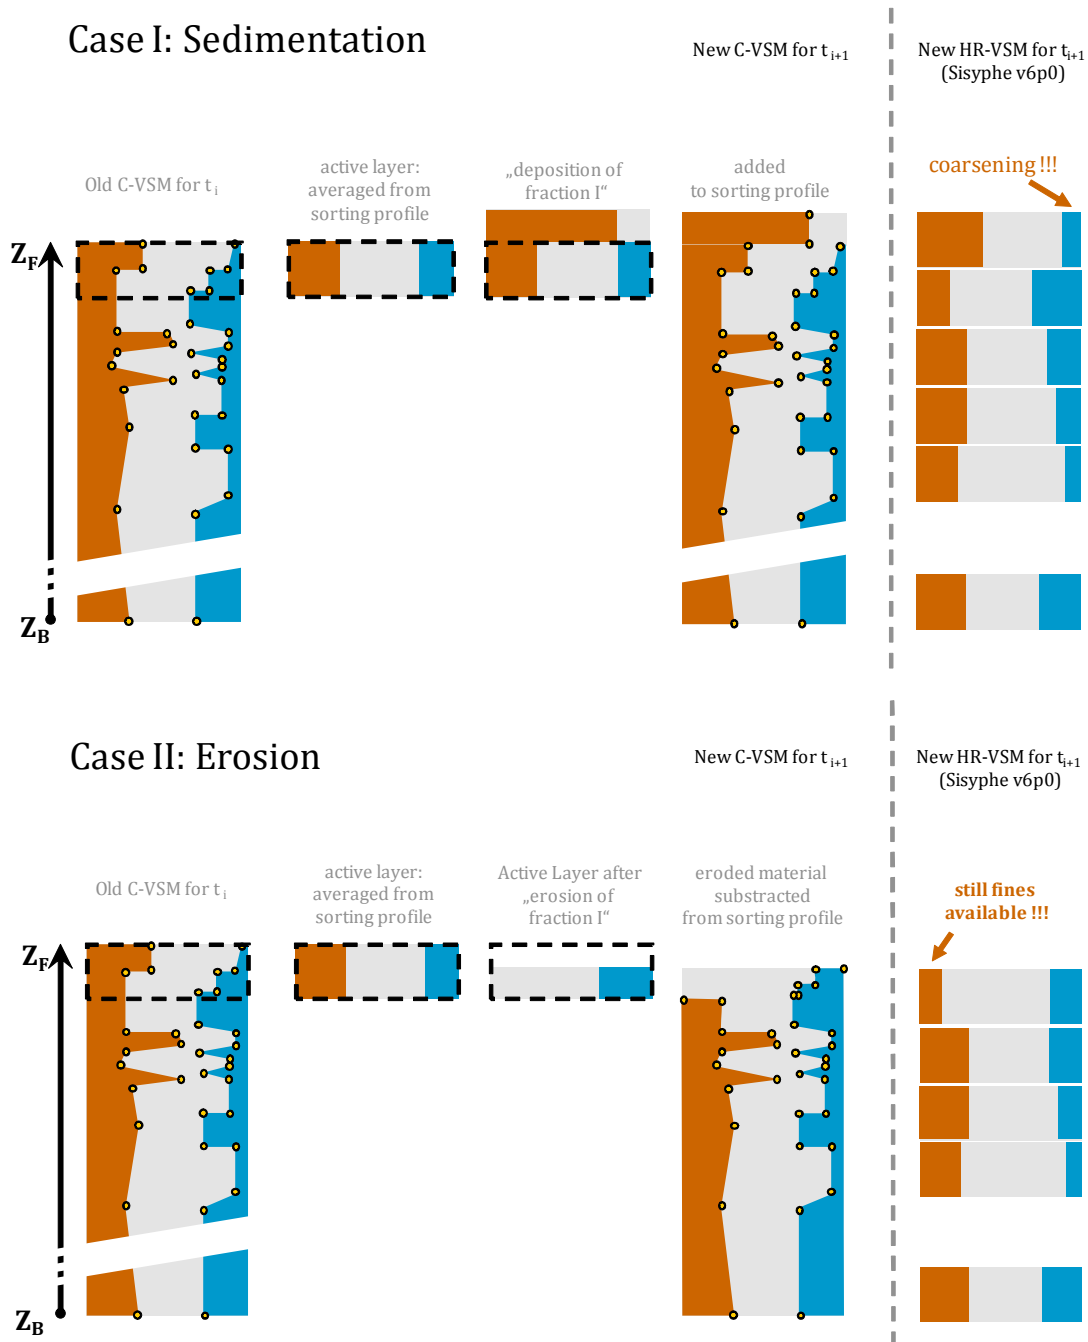 Case I: Sedimentation
New C-VSM for t i+1
New HR-VSM for t i+1
(Sisyphe v6p0)
Old C-VSM for t i
active layer:
averaged from
sorting profile
„deposition of
fraction I“
added
to sorting profile
coarsening !!!
ZF
ZB
Case II: Erosion
New C-VSM for t i+1
New HR-VSM for t i+1
(Sisyphe v6p0)
Old C-VSM for t i
active layer:
averaged from
sorting profile
Active Layer after
„erosion of
fraction I“
eroded material
substracted
from sorting profile
still fines
available !!!
ZF
ZB